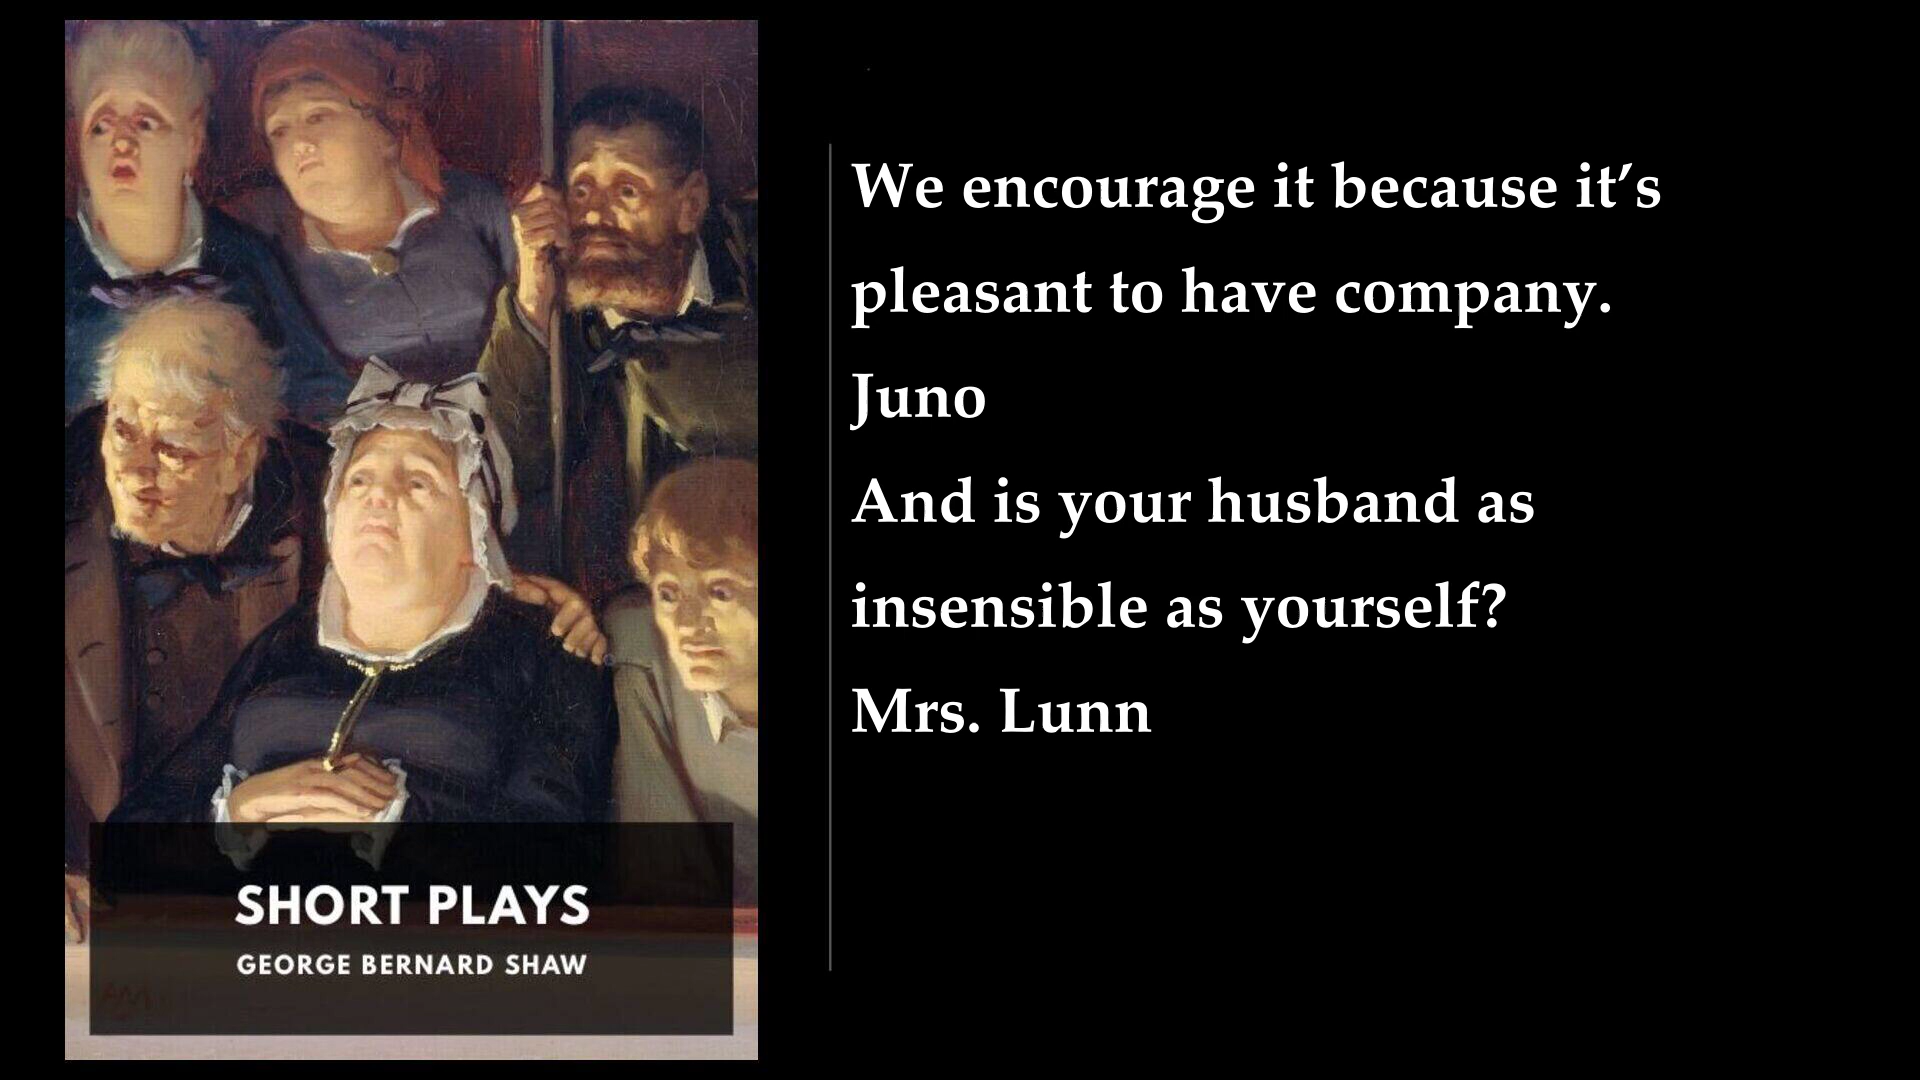 We encourage it because it’s
pleasant to have company.
Juno
And is your husband as
insensible as yourself?
Mrs. Lunn
SHORT PLAYS
GEORGE BERNARD SHAW